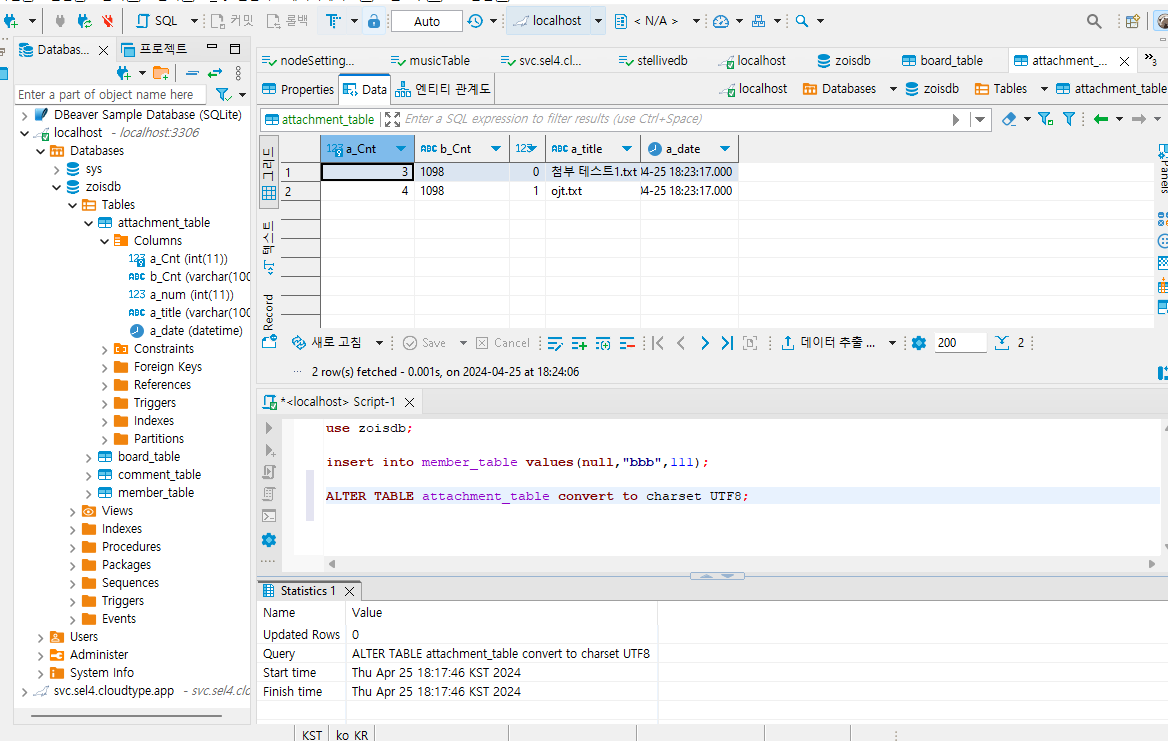 SQL 커밋 롤백 T Auto localhost < N/A >
Databas... 프로젝트
Enter a part of object name here
DBeaver Sample Database (SQLite)
localhost - localhost:3306
Databases
sys
zoisdb
Tables
attachment_table
Columns
123 a_Cnt (int(11))
ABC b_Cnt (varchar(100
123 a_num (int(11))
ABC a_title (varchar(100
a_date (datetime)
Constraints
Foreign Keys
References
Triggers
Indexes
Partitions
board_table
comment_table
member_table
Views
Indexes
Procedures
Packages
Sequences
Triggers
Events
Users
Administer
System Info
svc.sel4.cloudtype.app - svc.sel4.clo
nodeSetting... musicTable svc.sel4.cl... stellivedb localhost zoisdb board_table attachment_... »3
Properties Data 엔티티 관계도 localhost Databases zoisdb Tables attachment_table
attachment_table Enter a SQL expression to filter results (use Ctrl+Space)
그리드
텍스트
Record
Panels
123 a_Cnt ABC b_Cnt 123 ABC a_title a_date
1 3 1098 0 첨부 테스트1.txt 04-25 18:23:17.000
2 4 1098 1 ojt.txt 04-25 18:23:17.000
새로 고침 Save Cancel 데이터 추출 ... 200 2
2 row(s) fetched - 0.001s, on 2024-04-25 at 18:24:06
*<localhost> Script-1
use zoisdb;
insert into member_table values(null,"bbb",111);
ALTER TABLE attachment_table convert to charset UTF8;
Statistics 1
Name Value
Updated Rows 0
Query ALTER TABLE attachment_table convert to charset UTF8
Start time Thu Apr 25 18:17:46 KST 2024
Finish time Thu Apr 25 18:17:46 KST 2024
KST ko_KR